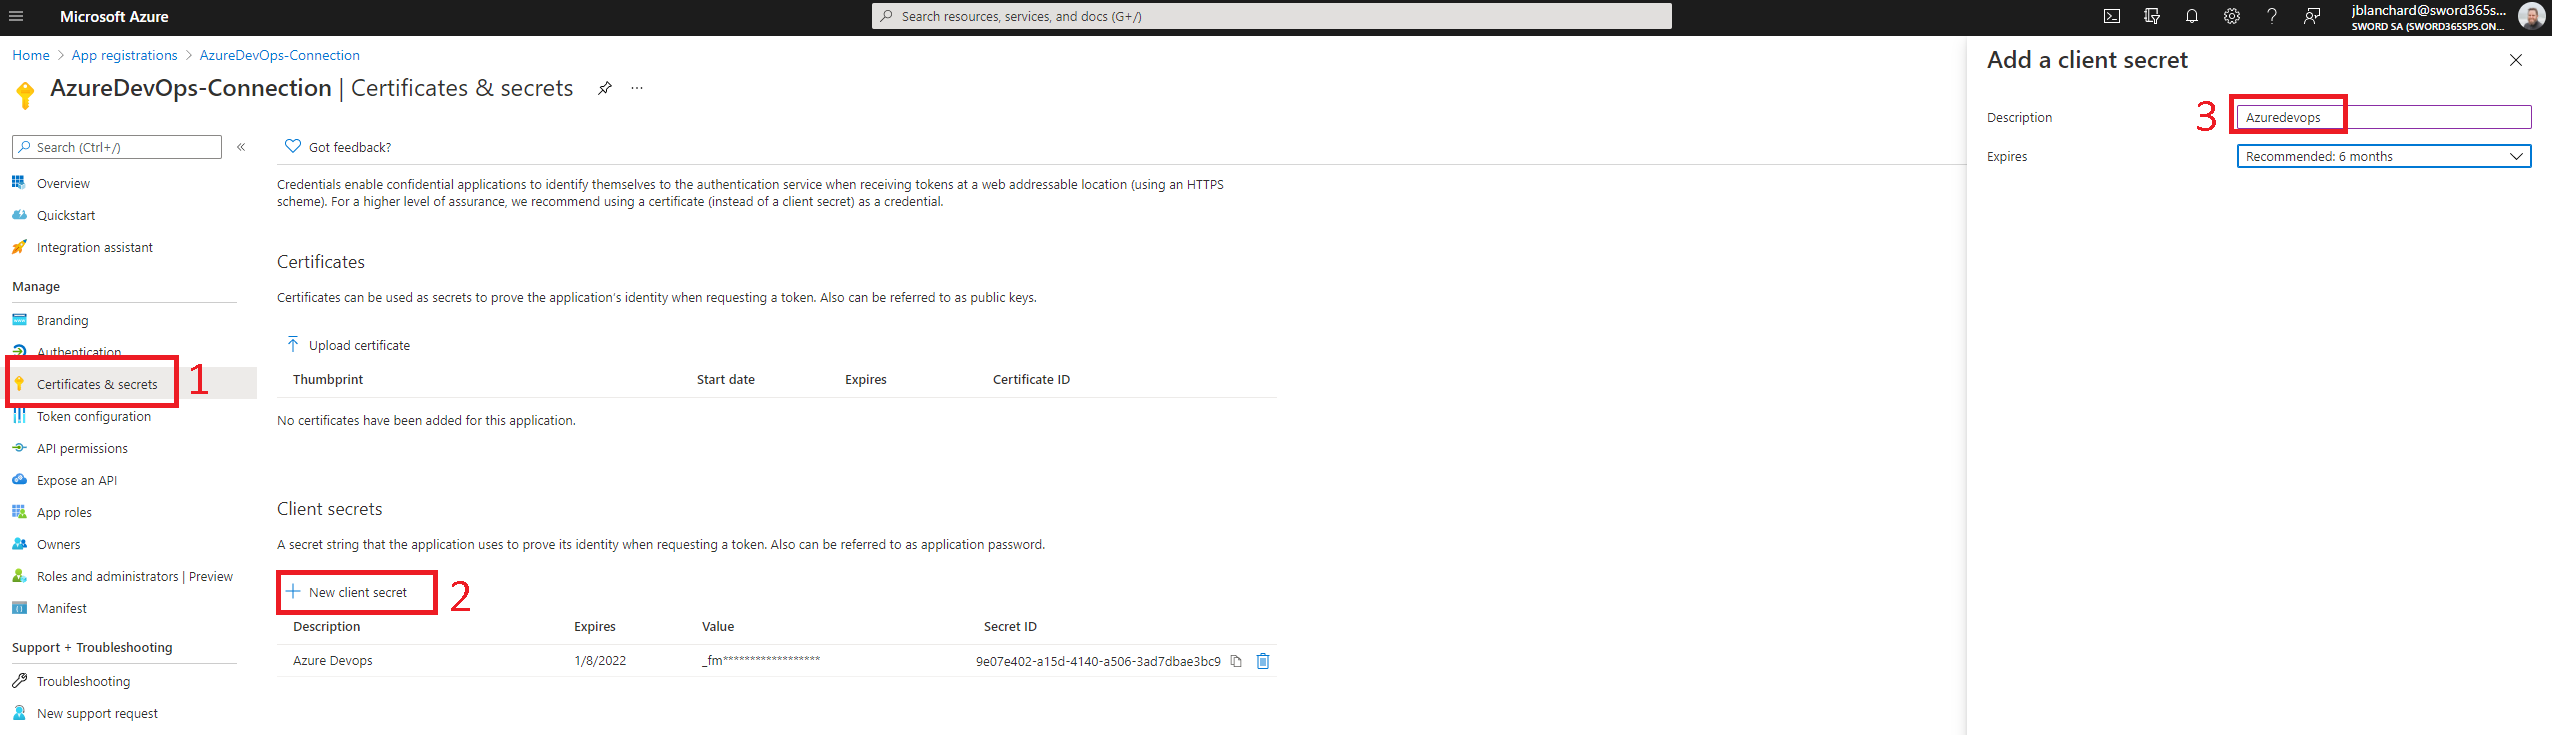 Microsoft Azure
Search resources, services, and docs (G+/)
jblanchard@sword365s...
SWORD SA (SWORD365SPS.ON...
Home > App registrations > AzureDevOps-Connection
AzureDevOps-Connection | Certificates & secrets
Search (Ctrl+/)
Overview
Quickstart
Integration assistant
Manage
Branding
Authentication
Certificates & secrets
1
Token configuration
API permissions
Expose an API
App roles
Owners
Roles and administrators | Preview
Manifest
Support + Troubleshooting
Troubleshooting
New support request
Got feedback?
Credentials enable confidential applications to identify themselves to the authentication service when receiving tokens at a web addressable location (using an HTTPS
scheme). For a higher level of assurance, we recommend using a certificate (instead of a client secret) as a credential.
Certificates
Certificates can be used as secrets to prove the application's identity when requesting a token. Also can be referred to as public keys.
Upload certificate
Thumbprint Start date Expires Certificate ID
No certificates have been added for this application.
Client secrets
A secret string that the application uses to prove its identity when requesting a token. Also can be referred to as application password.
New client secret
2
Description Expires Value Secret ID
Azure Devops 1/8/2022 _fm****************** 9e07e402-a15d-4140-a506-3ad7dbae3bc9
Add a client secret
Description 3 Azuredevops
Expires Recommended: 6 months